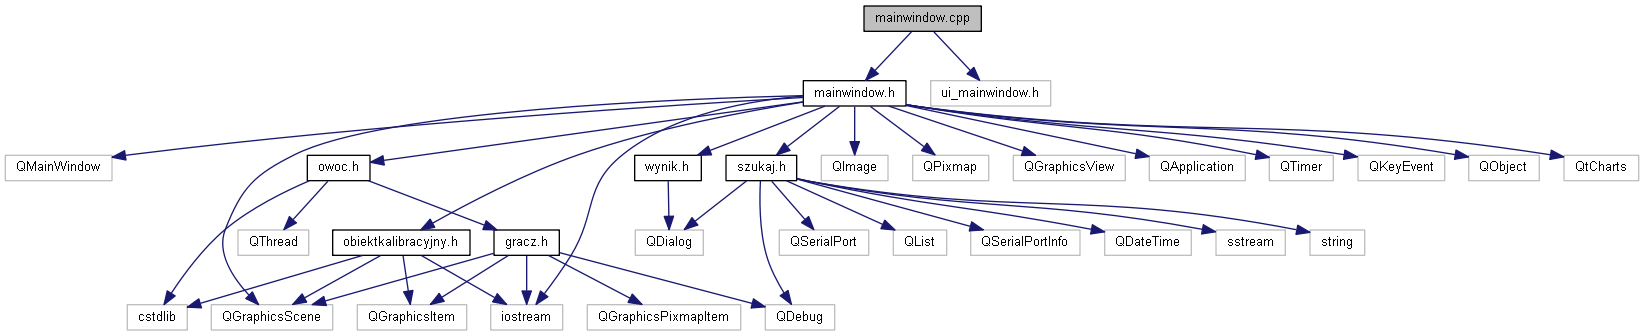 mainwindow.cpp
mainwindow.h
ui_mainwindow.h
QMainWindow
owoc.h
wynik.h
szukaj.h
QImage
QPixmap
QGraphicsView
QApplication
QTimer
QKeyEvent
QObject
QtCharts
QThread
obiektkalibracyjny.h
gracz.h
QDialog
QSerialPort
QList
QSerialPortInfo
QDateTime
sstream
string
cstdlib
QGraphicsScene
QGraphicsItem
iostream
QGraphicsPixmapItem
QDebug